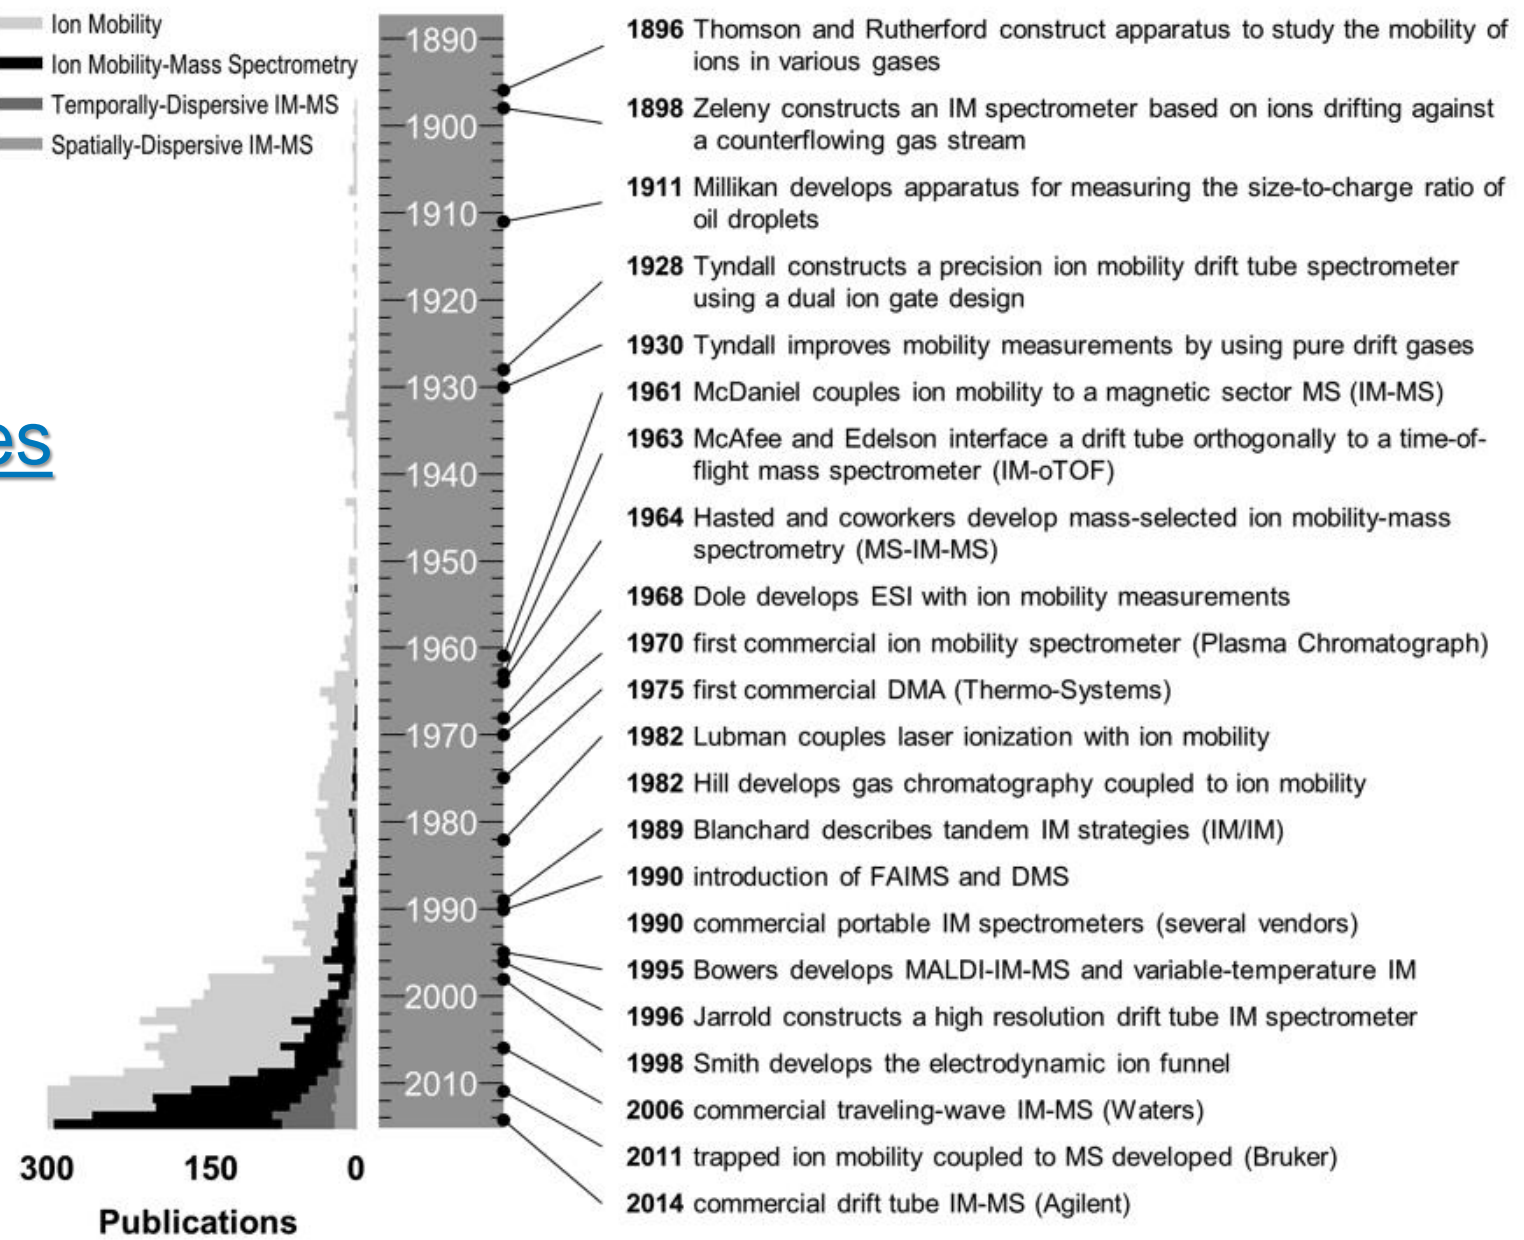 Ion Mobility
Ion Mobility-Mass Spectrometry
Temporally-Dispersive IM-MS
Spatially-Dispersive IM-MS
es
300 150 0
Publications
1890
1900
1910
1920
1930
1940
1950
1960
1970
1980
1990
2000
2010
1896 Thomson and Rutherford construct apparatus to study the mobility of
ions in various gases
1898 Zeleny constructs an IM spectrometer based on ions drifting against
a counterflowing gas stream
1911 Millikan develops apparatus for measuring the size-to-charge ratio of
oil droplets
1928 Tyndall constructs a precision ion mobility drift tube spectrometer
using a dual ion gate design
1930 Tyndall improves mobility measurements by using pure drift gases
1961 McDaniel couples ion mobility to a magnetic sector MS (IM-MS)
1963 McAfee and Edelson interface a drift tube orthogonally to a time-of-
flight mass spectrometer (IM-oTOF)
1964 Hasted and coworkers develop mass-selected ion mobility-mass
spectrometry (MS-IM-MS)
1968 Dole develops ESI with ion mobility measurements
1970 first commercial ion mobility spectrometer (Plasma Chromatograph)
1975 first commercial DMA (Thermo-Systems)
1982 Lubman couples laser ionization with ion mobility
1982 Hill develops gas chromatography coupled to ion mobility
1989 Blanchard describes tandem IM strategies (IM/IM)
1990 introduction of FAIMS and DMS
1990 commercial portable IM spectrometers (several vendors)
1995 Bowers develops MALDI-IM-MS and variable-temperature IM
1996 Jarrold constructs a high resolution drift tube IM spectrometer
1998 Smith develops the electrodynamic ion funnel
2006 commercial traveling-wave IM-MS (Waters)
2011 trapped ion mobility coupled to MS developed (Bruker)
2014 commercial drift tube IM-MS (Agilent)